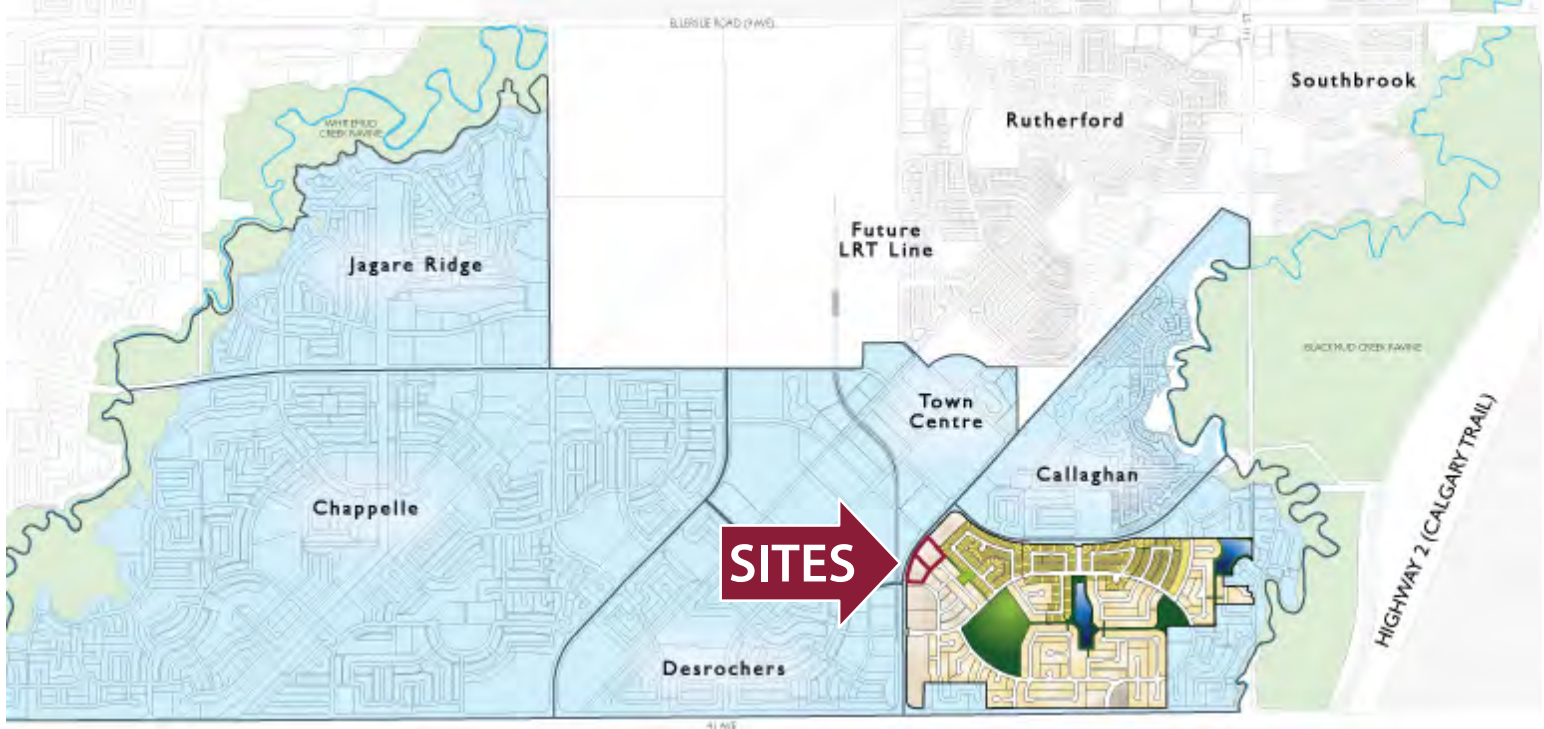 ELLERSLIE ROAD (9 AVE)
Southbrook
Rutherford
WHITEMUD
CREEK RAVINE
Future
LRT Line
Jagare Ridge
BLACKMUD CREEK RAVINE
Town
Centre
Callaghan
Chappelle
HIGHWAY 2 (CALGARY TRAIL)
SITES
Desrochers
41 AVE